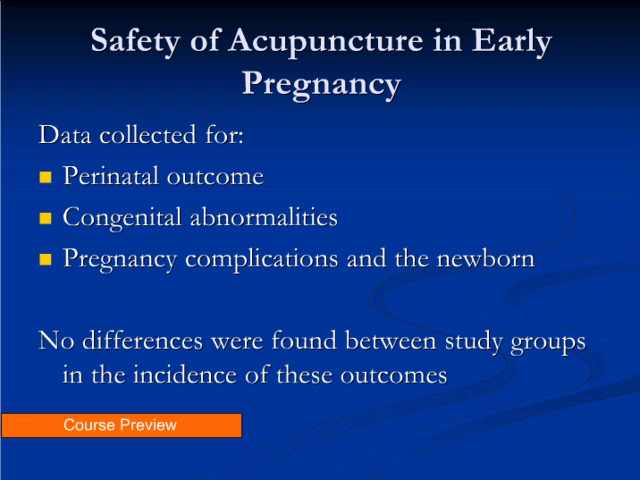 Safety of Acupuncture in Early
Pregnancy
Data collected for:
Perinatal outcome
Congenital abnormalities
Pregnancy complications and the newborn
No differences were found between study groups
in the incidence of these outcomes
Course Preview